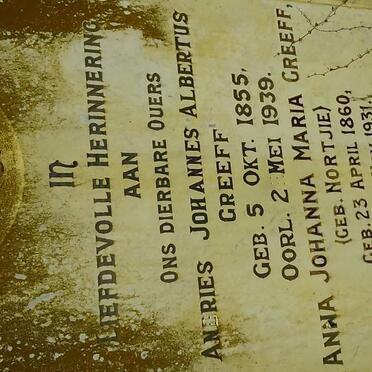 IN
LIEFDEVOLLE HERINNERING
AAN
ONS DIERBARE OUERS
ANDRIES JOHANNES ALBERTUS
GREEFF
GEB. 5 OKT. 1855,
OORL. 2 MEI 1939.
ANNA JOHANNA MARIA GREEFF,
(GEB. NORTJIE)
GEB. 23 APRIL 1860,
1931